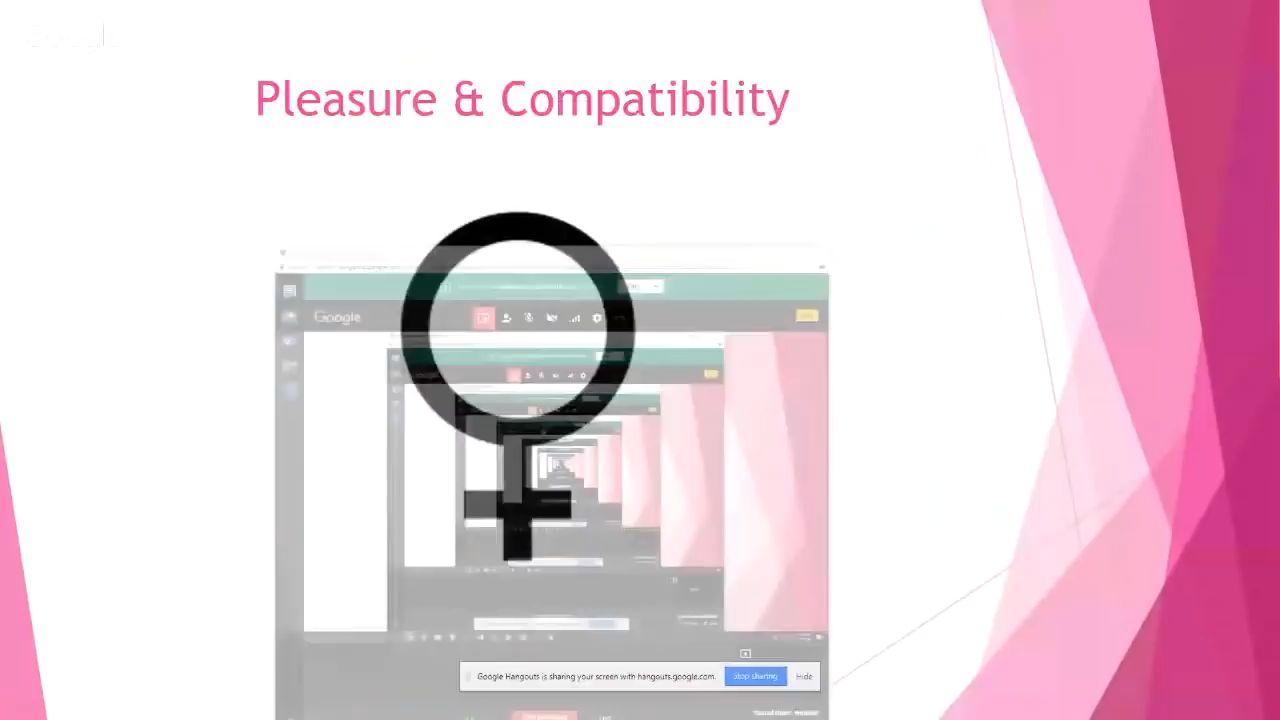 Pleasure & Compatibility
Google
Google Hangouts is sharing your screen with hangouts.google.com.
Stop sharing
Hide